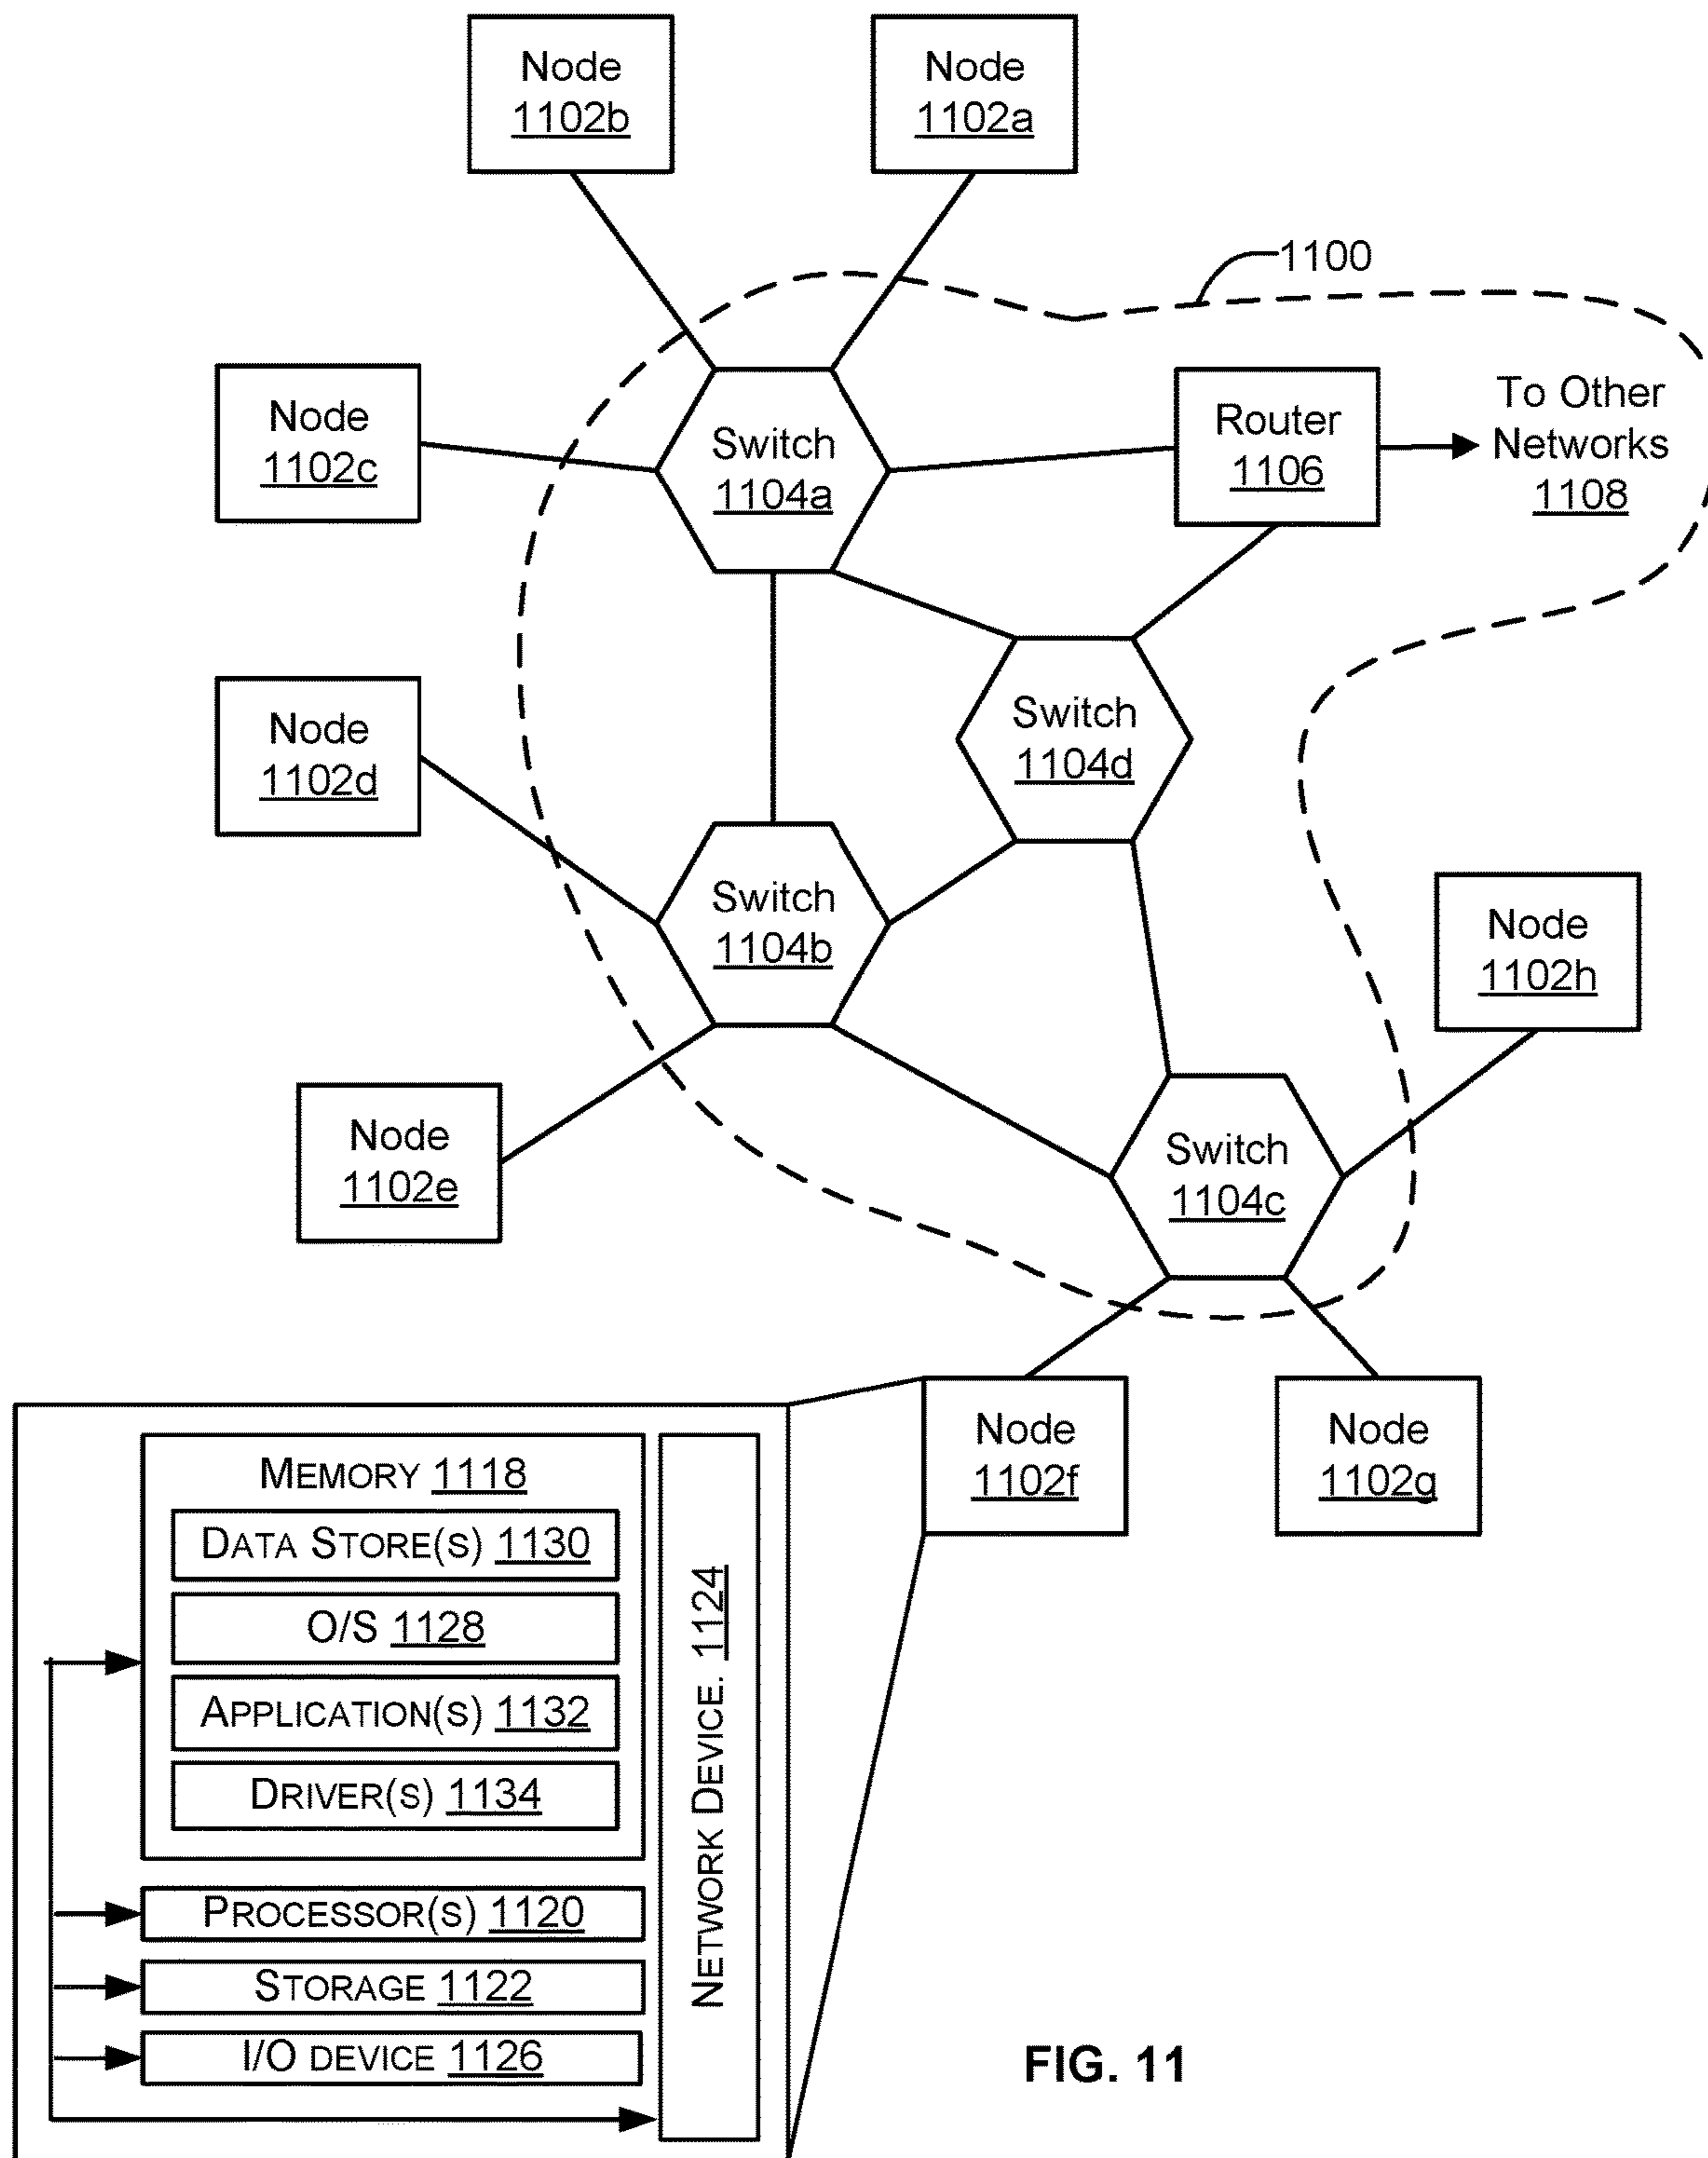 Node
1102b
Node
1102a
1100
Node
1102c
Switch
1104a
Router
1106
To Other
Networks
1108
Node
1102d
Switch
1104d
Switch
1104b
Node
1102h
Node
1102e
Switch
1104c
Node
1102f
Node
1102g
MEMORY 1118
DATA STORE(S) 1130
O/S 1128
APPLICATION(S) 1132
DRIVER(S) 1134
PROCESSOR(S) 1120
STORAGE 1122
I/O DEVICE 1126
NETWORK DEVICE. 1124
FIG. 11